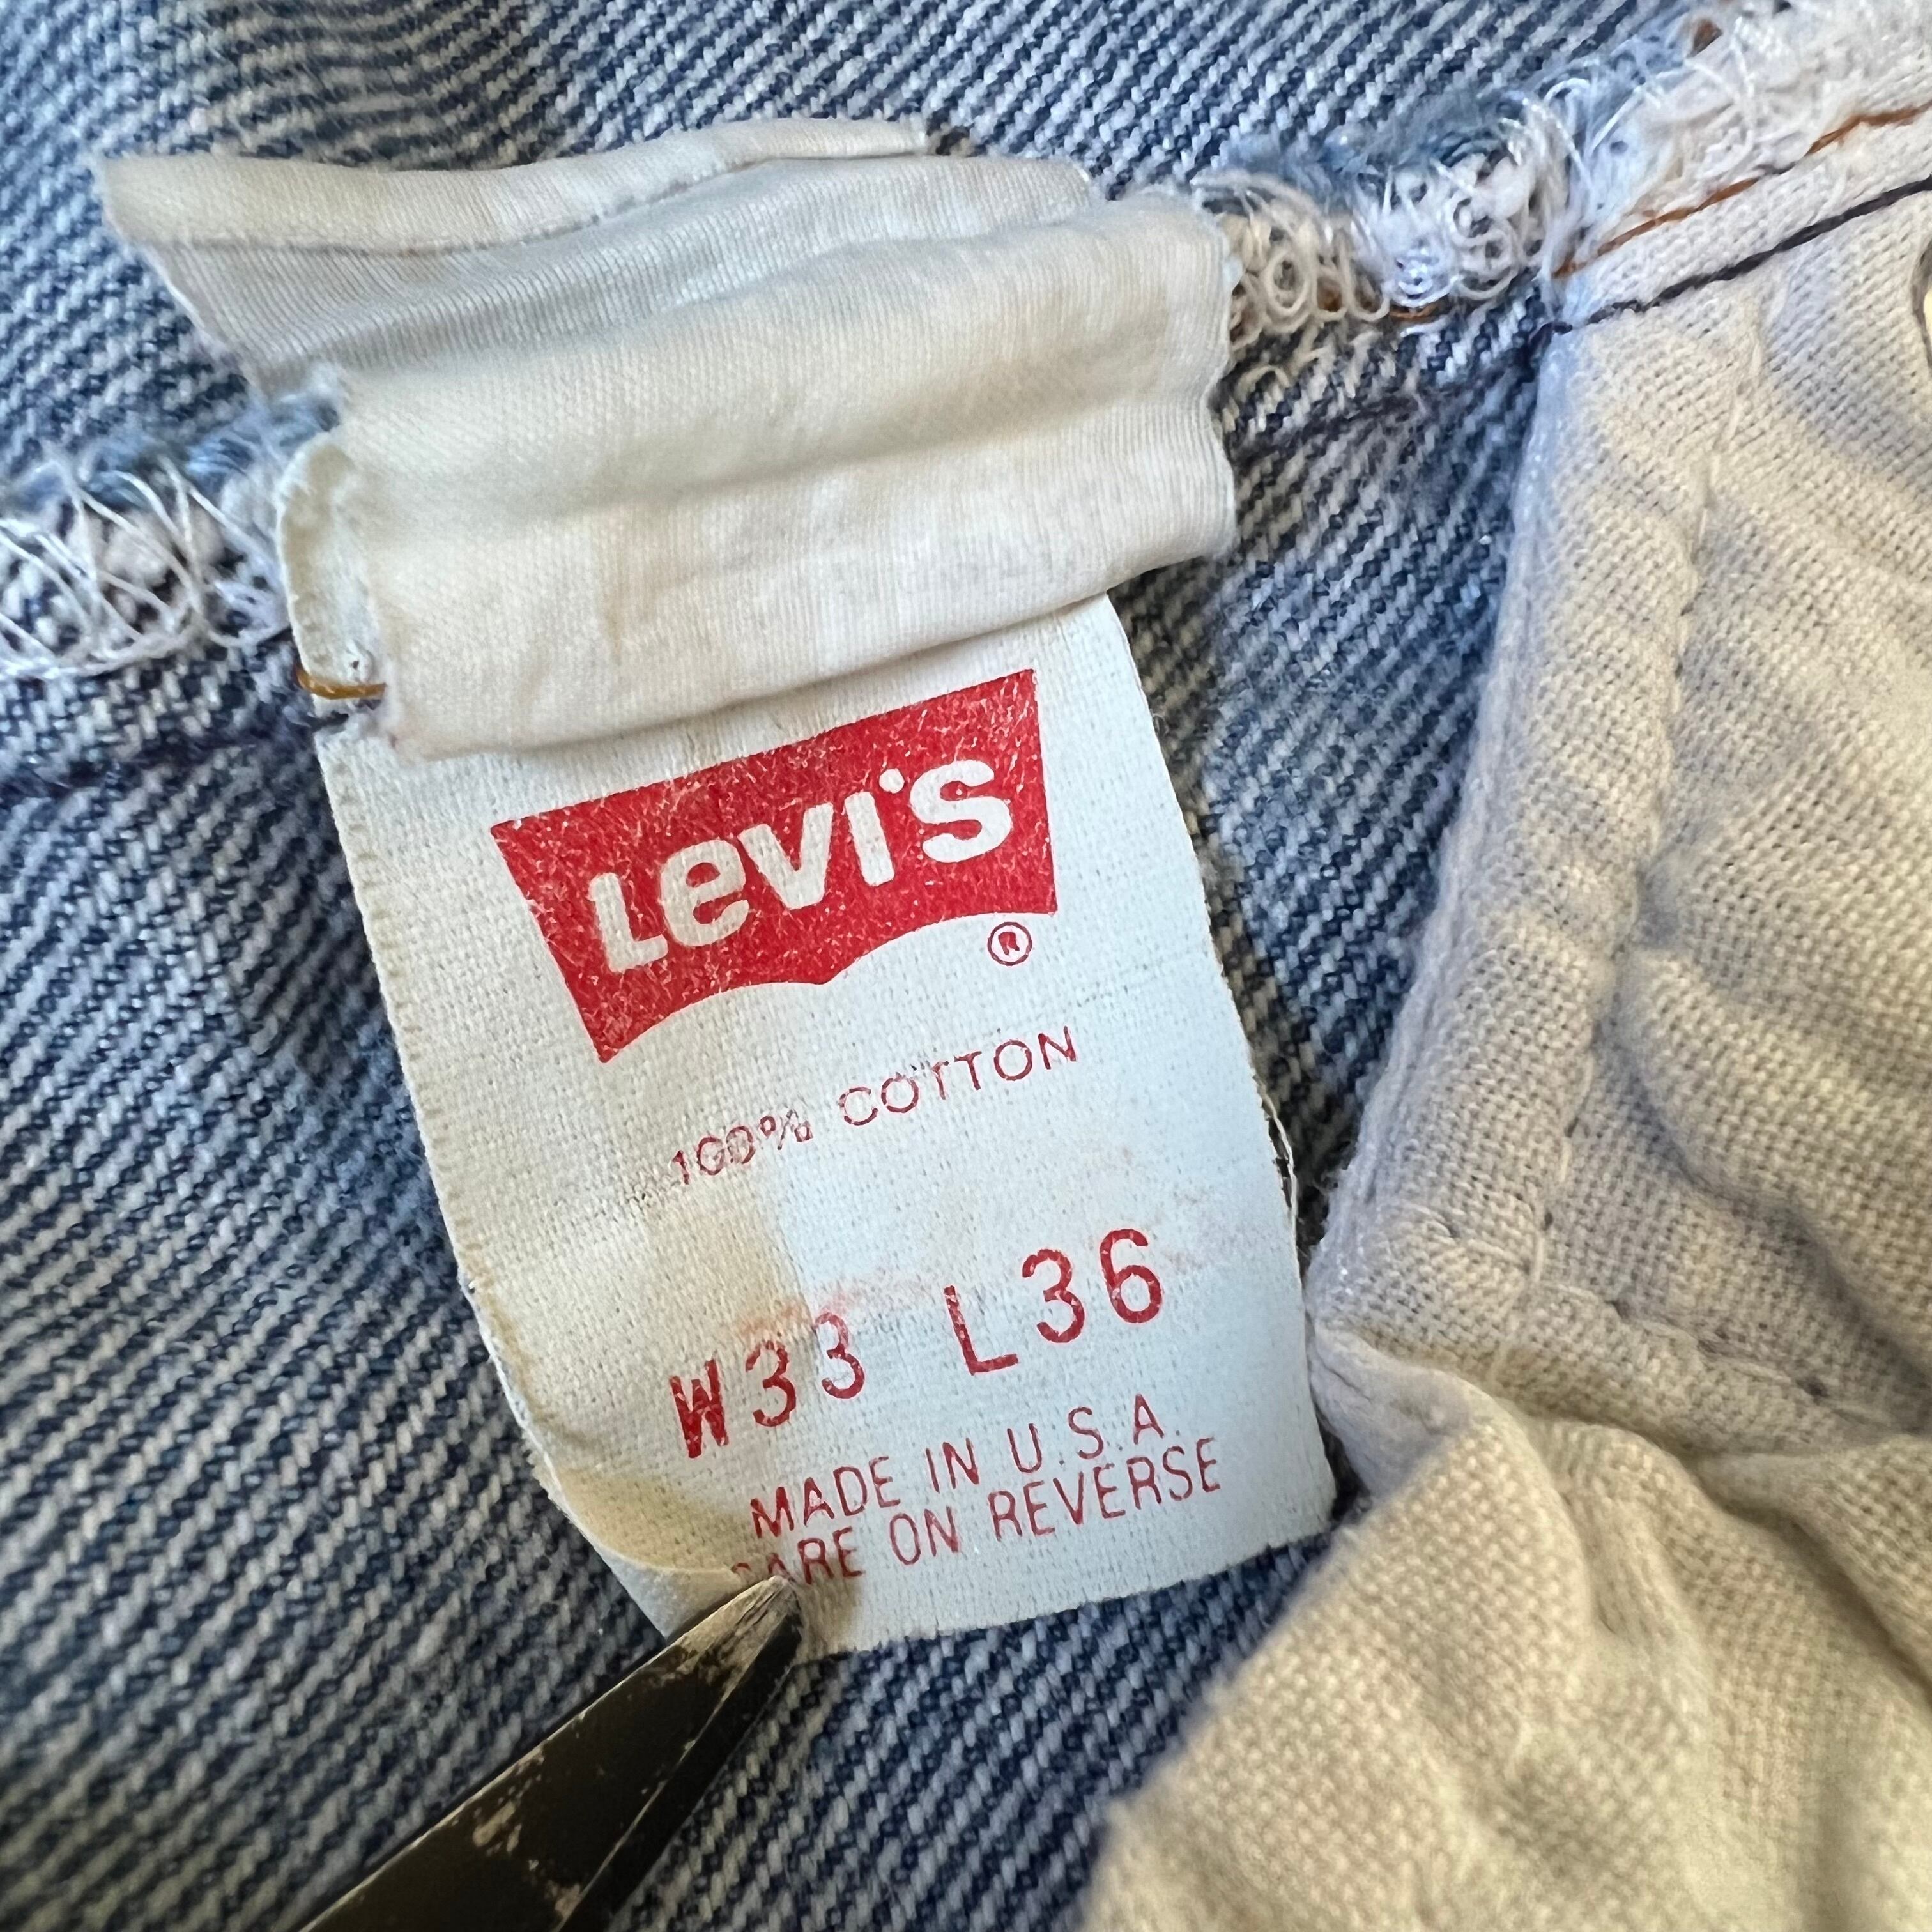 Levi's
®
100% COTTON
W33 L36
MADE IN U.S.A.
CARE ON REVERSE